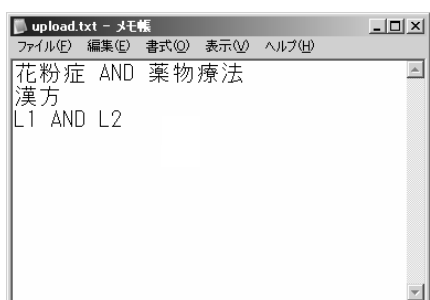 upload.txt - メモ帳
ファイル(F) 編集(E) 書式(O) 表示(V) ヘルプ(H)
花粉症 AND 薬物療法
漢方
L1 AND L2